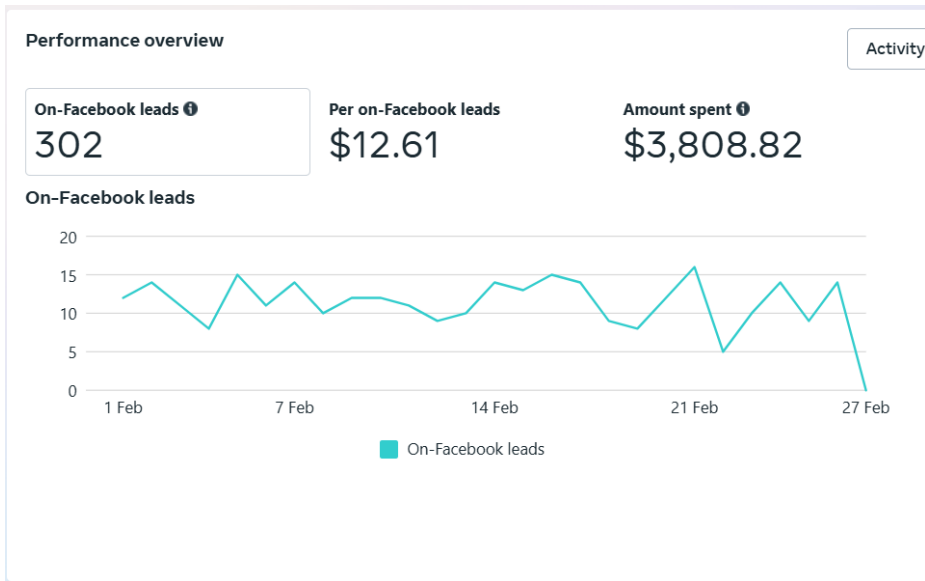 Performance overview
Activity
On-Facebook leads
302
Per on-Facebook leads
$12.61
Amount spent
$3,808.82
On-Facebook leads
20
15
10
5
0
1 Feb
7 Feb
14 Feb
21 Feb
27 Feb
On-Facebook leads